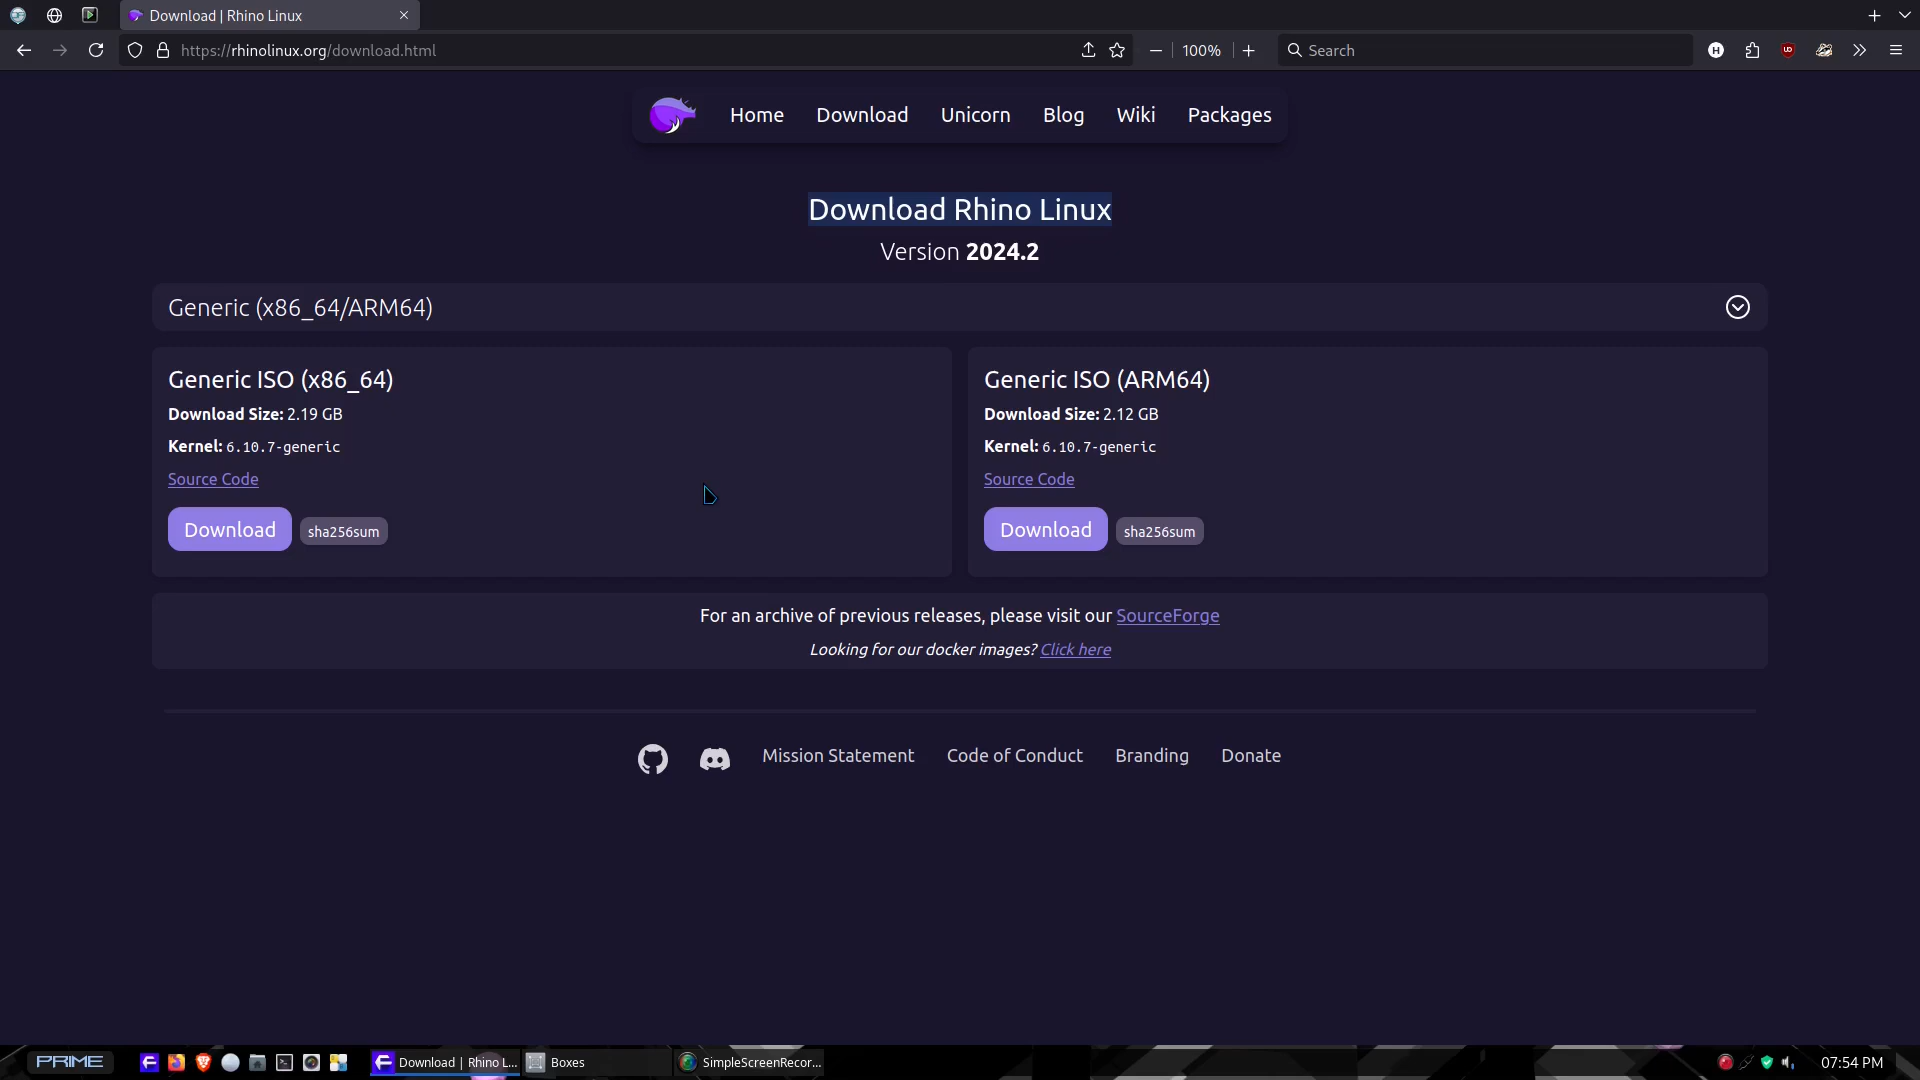 Download | Rhino Linux
https://rhinolinux.org/download.html
100%
Search
Home
Download
Unicorn
Blog
Wiki
Packages
Download Rhino Linux
Version 2024.2
Generic (x86_64/ARM64)
Generic ISO (x86_64)
Download Size: 2.19 GB
Kernel: 6.10.7-generic
Source Code
Download
sha256sum
Generic ISO (ARM64)
Download Size: 2.12 GB
Kernel: 6.10.7-generic
Source Code
Download
sha256sum
For an archive of previous releases, please visit our SourceForge
Looking for our docker images? Click here
Mission Statement
Code of Conduct
Branding
Donate
PRIME
Download | Rhino L...
Boxes
SimpleScreenRecor...
07:54 PM